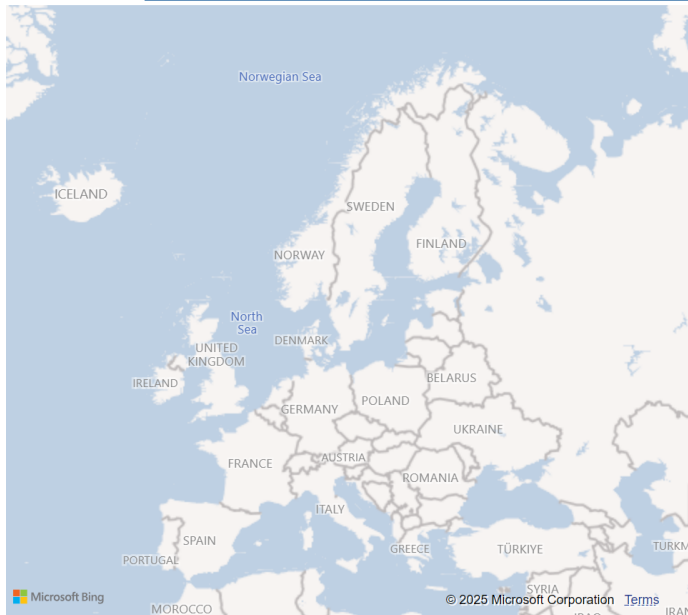 Norwegian Sea
ICELAND
SWEDEN
FINLAND
NORWAY
North
Sea
DENMARK
UNITED
KINGDOM
IRELAND
BELARUS
POLAND
GERMANY
UKRAINE
AUSTRIA
FRANCE
ROMANIA
ITALY
SPAIN
PORTUGAL
GREECE
TÜRKIYE
TURKM
SYRIA
MOROCCO
IRAQ
IRAN
Microsoft Bing
© 2025 Microsoft Corporation Terms